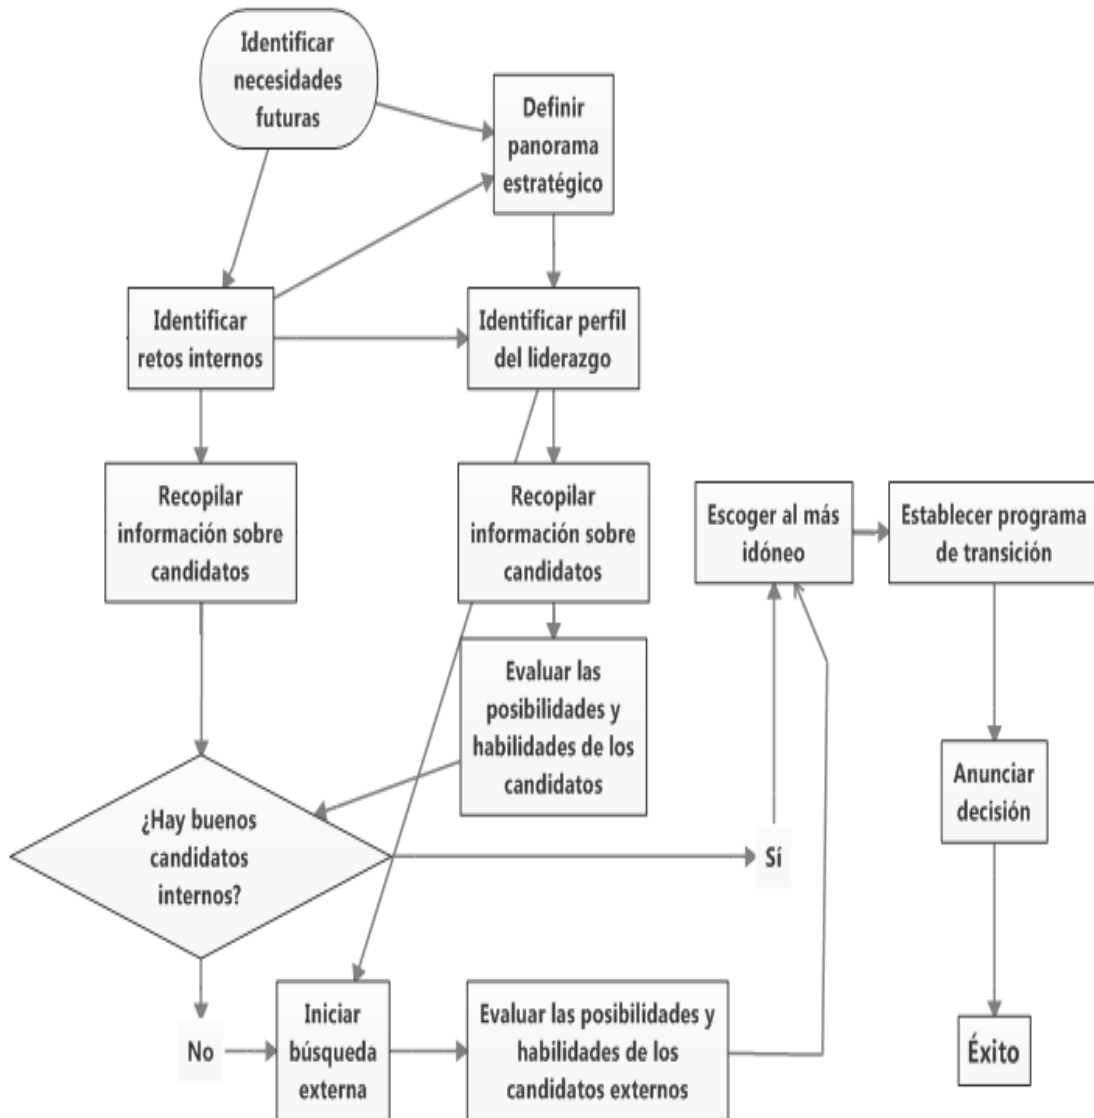 Identificar
necesidades
futuras
Definir
panorama
estratégico
Identificar
retos internos
Identificar perfil
del liderazgo
Recopilar
información sobre
candidatos
Recopilar
información sobre
candidatos
Escoger al más
idóneo
Establecer programa
de transición
Evaluar las
posibilidades y
habilidades de los
candidatos
Anunciar
decisión
¿Hay buenos
candidatos
internos?
Sí
No
Iniciar
búsqueda
externa
Evaluar las posibilidades y
habilidades de los
candidatos externos
Éxito